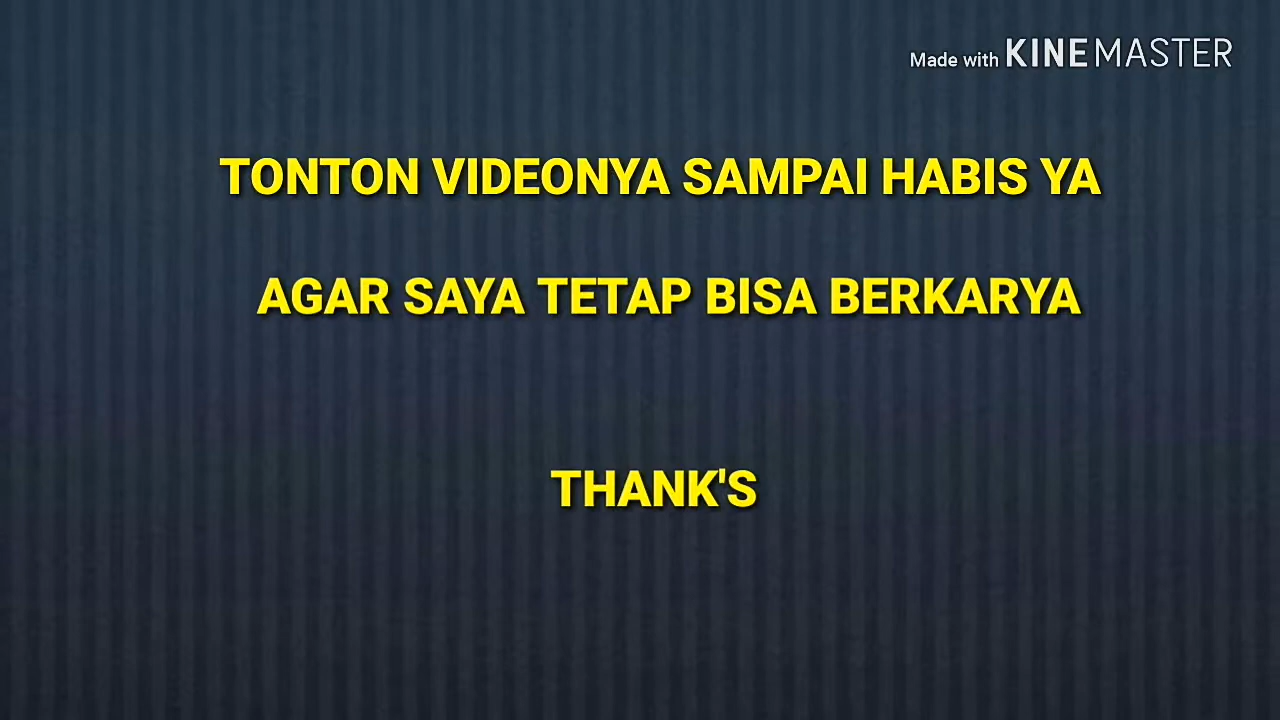 Made with KINEMASTER
TONTON VIDEONYA SAMPAI HABIS YA
AGAR SAYA TETAP BISA BERKARYA
THANK'S